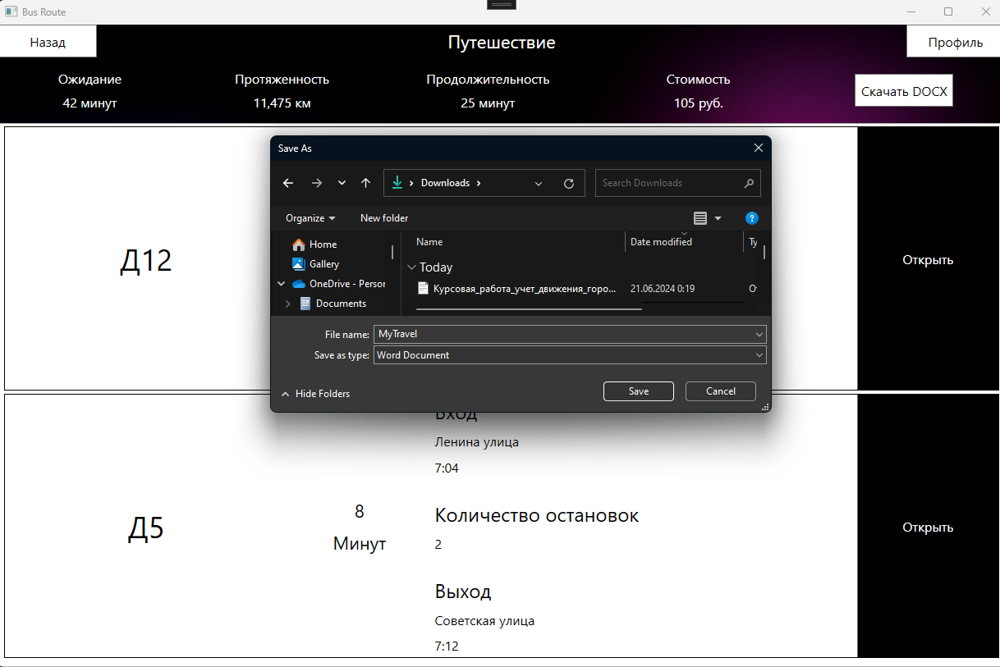 Bus Route
Назад
Путешествие
Профиль
Ожидание
42 минут
Протяженность
11,475 км
Продолжительность
25 минут
Стоимость
105 руб.
Скачать DOCX
Д12
Открыть
Save As
Downloads
Search Downloads
Organize
New folder
Name
Date modified
Ty
Home
Gallery
OneDrive - Persor
Documents
Today
Курсовая_работа_учет_движения_горо...
21.06.2024 0:19
File name:
MyTravel
Save as type:
Word Document
Hide Folders
Save
Cancel
Д5
8
Минут
Вход
Ленина улица
7:04
Количество остановок
2
Выход
Советская улица
7:12
Открыть